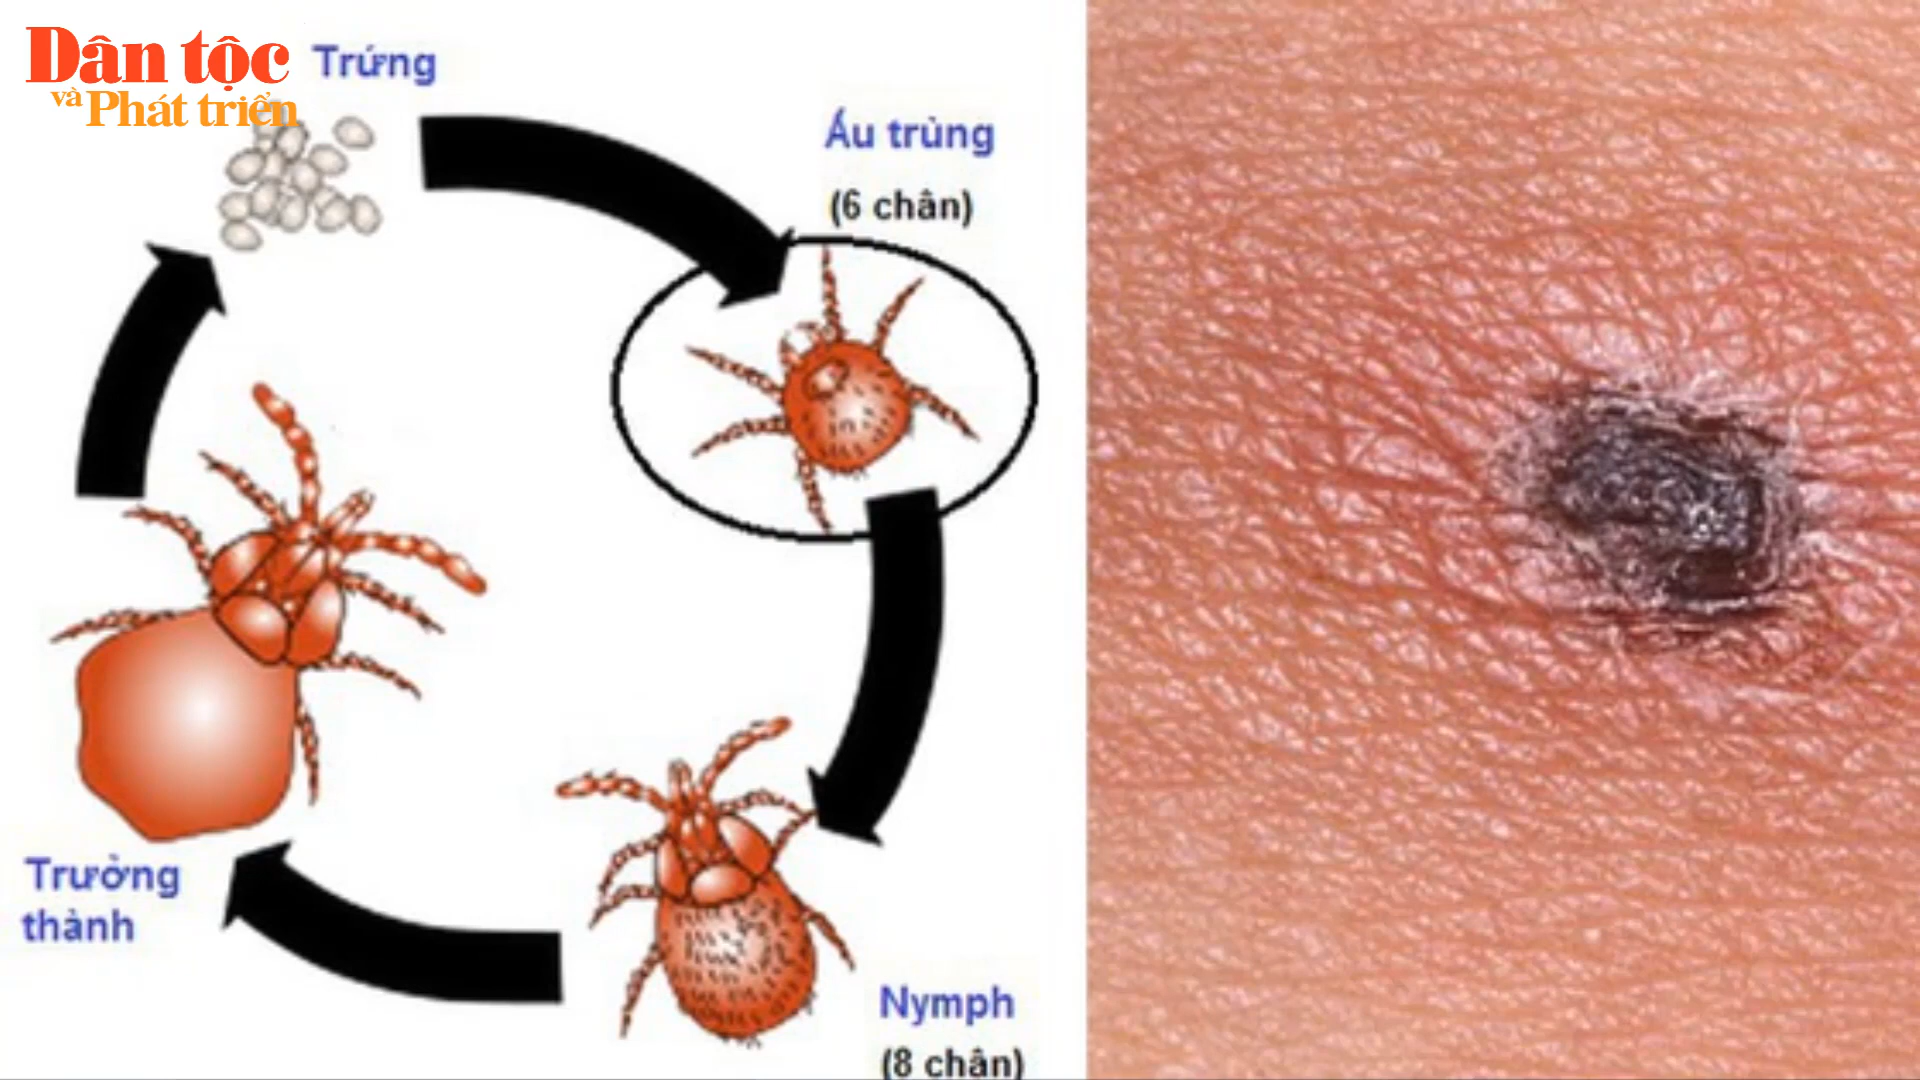 Dân tộc
và Phát triển
Trứng
Ấu trùng
(6 chân)
Trưởng
thành
Nymph
(8 chân)